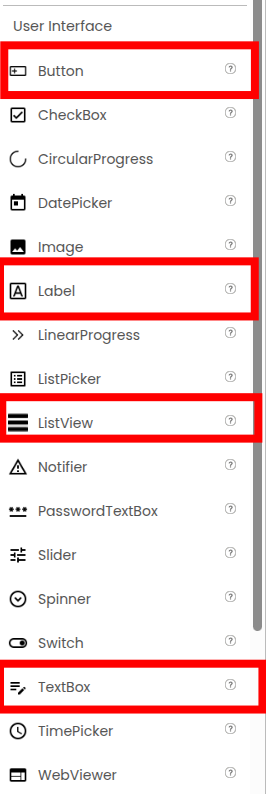 User Interface
Button ?
CheckBox ?
CircularProgress ?
DatePicker ?
Image ?
A Label ?
LinearProgress ?
ListPicker ?
ListView ?
Notifier ?
PasswordTextBox ?
Slider ?
Spinner ?
Switch ?
TextBox ?
TimePicker ?
WebViewer ?